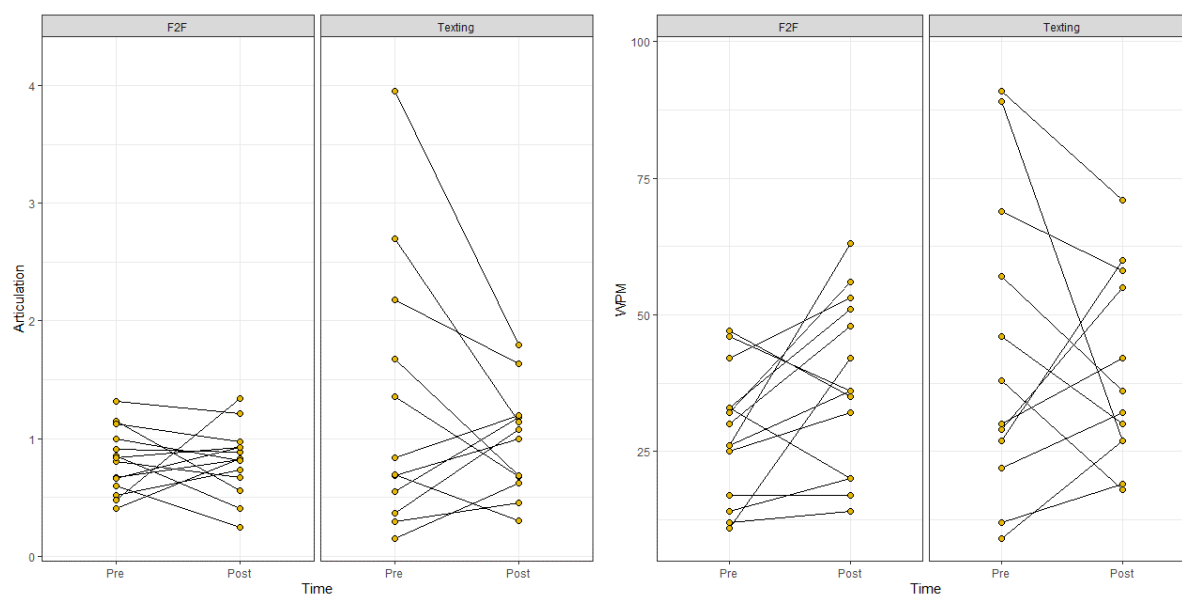 F2F
Texting
Articulation
4
3
2
1
0
Pre
Post
Pre
Post
Time
F2F
Texting
WPM
100
75
50
25
Pre
Post
Pre
Post
Time